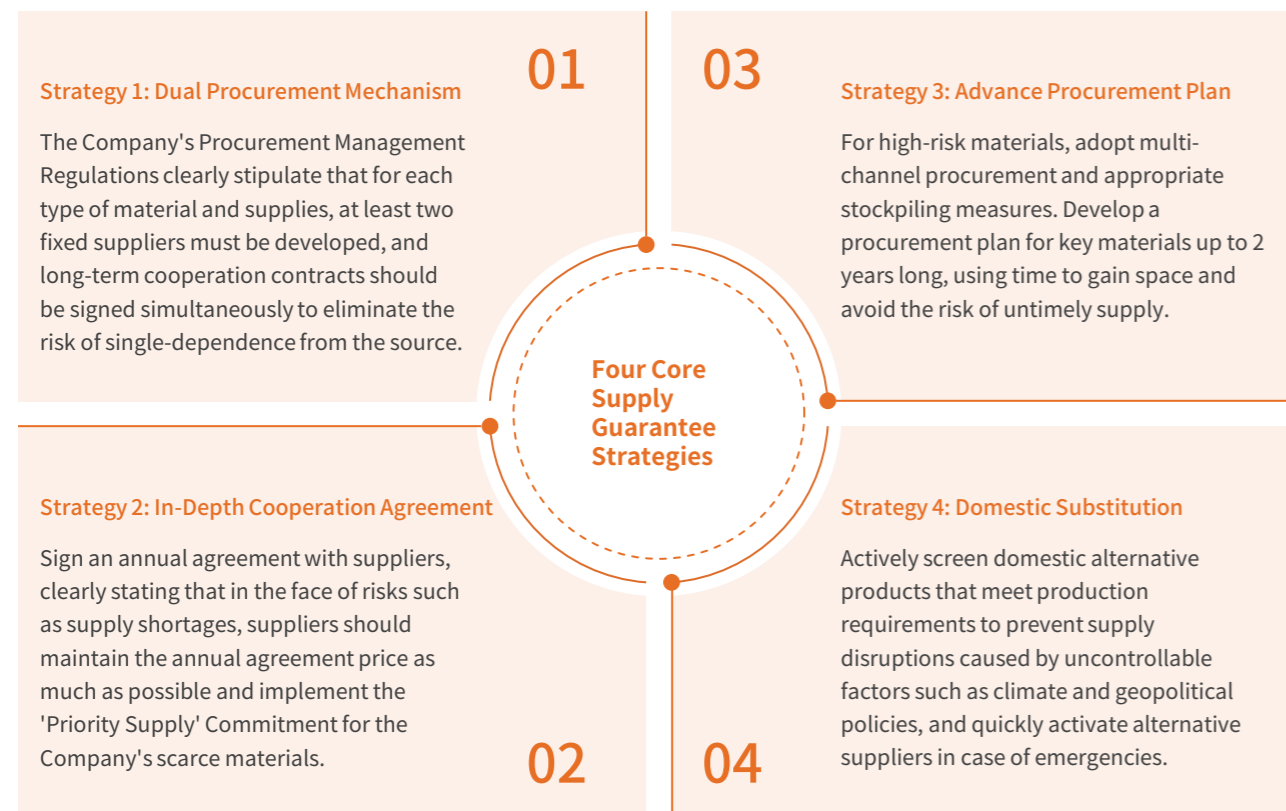 01
Strategy 1: Dual Procurement Mechanism
The Company's Procurement Management
Regulations clearly stipulate that for each
type of material and supplies, at least two
fixed suppliers must be developed, and
long-term cooperation contracts should
be signed simultaneously to eliminate the
risk of single-dependence from the source.
Strategy 2: In-Depth Cooperation Agreement
Sign an annual agreement with suppliers,
clearly stating that in the face of risks such
as supply shortages, suppliers should
maintain the annual agreement price as
much as possible and implement the
'Priority Supply' Commitment for the
Company's scarce materials.
02
Four Core
Supply
Guarantee
Strategies
03
Strategy 3: Advance Procurement Plan
For high-risk materials, adopt multi-
channel procurement and appropriate
stockpiling measures. Develop a
procurement plan for key materials up to 2
years long, using time to gain space and
avoid the risk of untimely supply.
Strategy 4: Domestic Substitution
Actively screen domestic alternative
products that meet production
requirements to prevent supply
disruptions caused by uncontrollable
factors such as climate and geopolitical
policies, and quickly activate alternative
suppliers in case of emergencies.
04